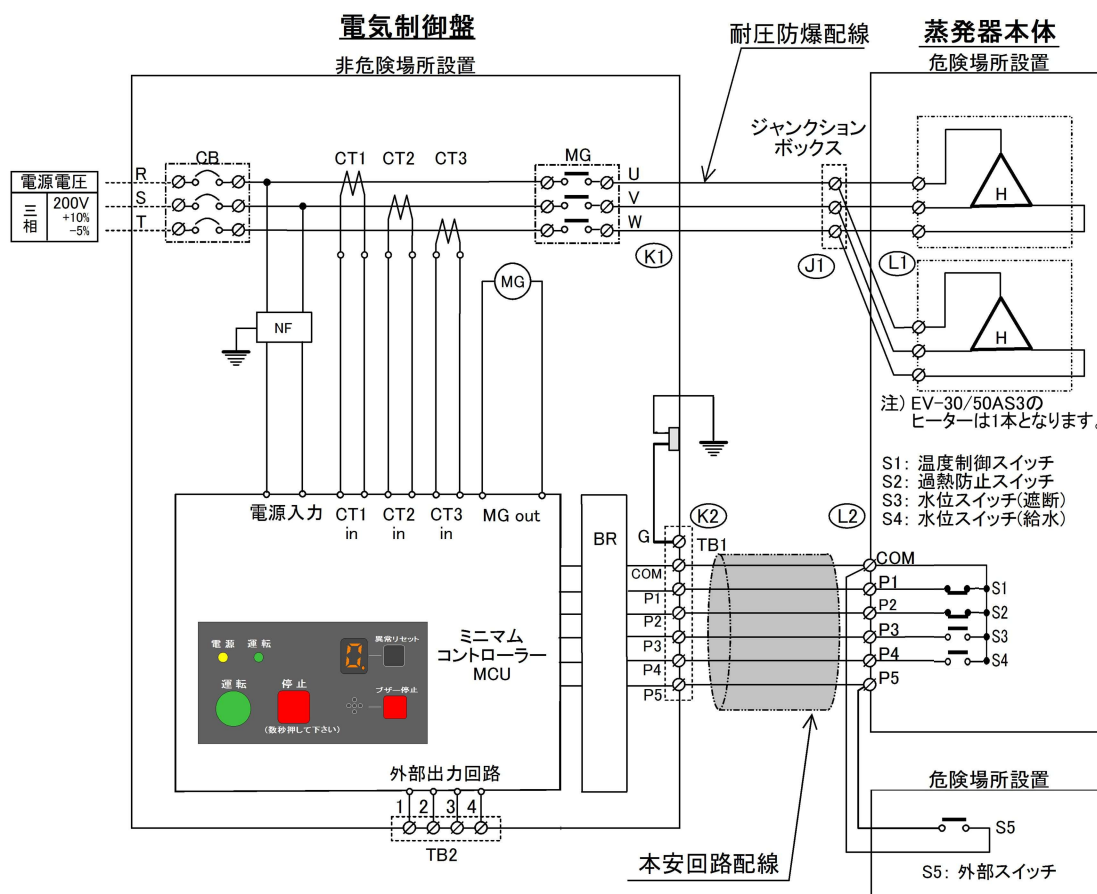 電気制御盤
非危険場所設置
耐圧防爆配線
蒸発器本体
危険場所設置
ジャンクション
ボックス
電源電圧
三相
200V
+10%
-5%
R
S
T
CB
CT1
CT2
CT3
MG
U
V
W
K1
J1
L1
H
H
NF
MG
注) EV-30/50AS3の
ヒーターは1本となります。
S1: 温度制御スイッチ
S2: 過熱防止スイッチ
S3: 水位スイッチ(遮断)
S4: 水位スイッチ(給水)
電源入力
CT1
in
CT2
in
CT3
in
MG out
BR
G
K2
TB1
L2
COM
P1
P2
P3
P4
P5
COM
P1
P2
P3
P4
P5
S1
S2
S3
S4
電源
運転
異常リセット
運転
停止
ブザー停止
(数秒押して下さい)
ミニマム
コントローラー
MCU
外部出力回路
1 2 3 4
TB2
本安回路配線
危険場所設置
S5
S5: 外部スイッチ